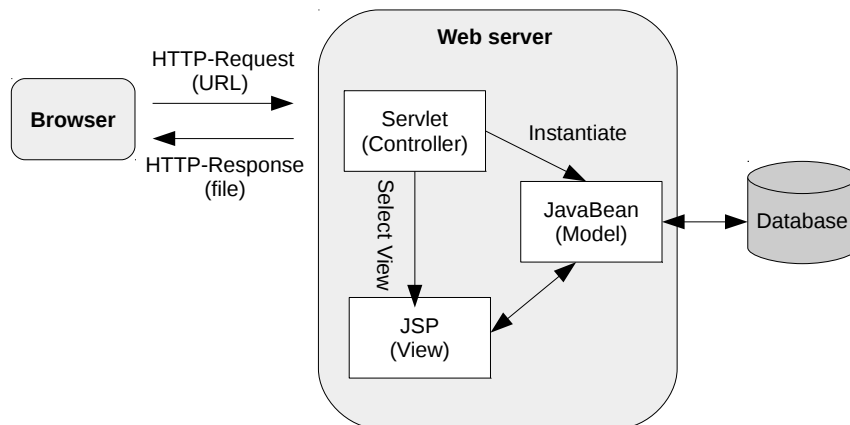 Web server
HTTP-Request
(URL)
Browser
HTTP-Response
(file)
Servlet
(Controller)
Instantiate
Select View
JavaBean
(Model)
Database
JSP
(View)